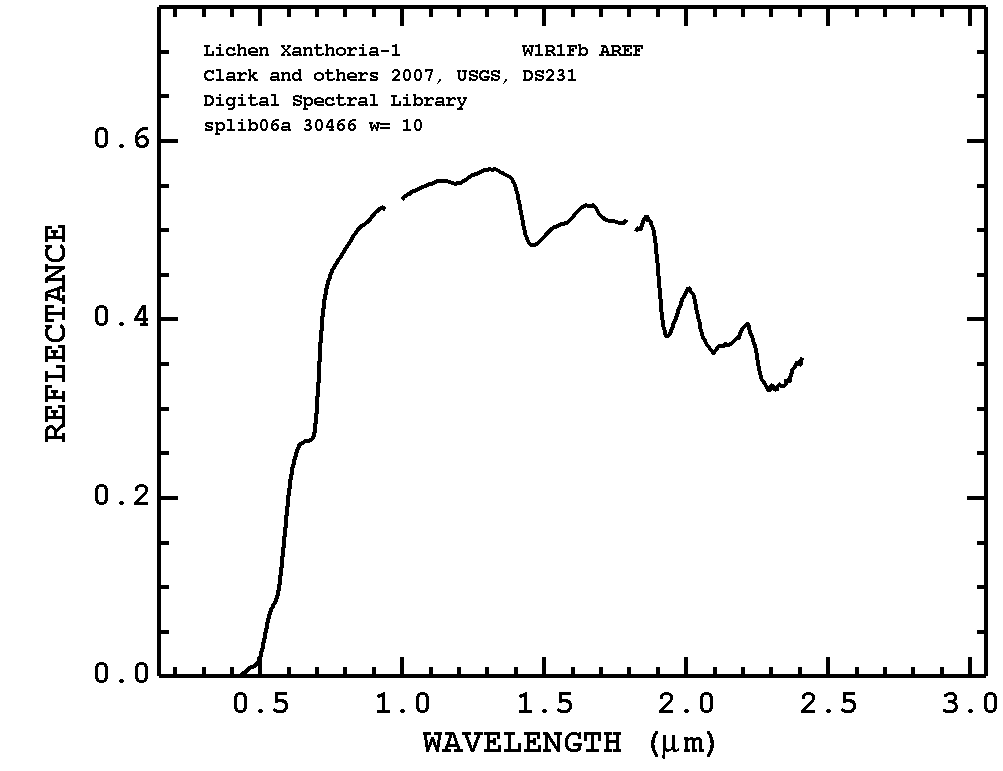 Lichen Xanthoria-1 W1R1Fb AREF
Clark and others 2007, USGS, DS231
Digital Spectral Library
splib06a 30466 w= 10
0.6
0.4
0.2
0.0
REFLECTANCE
0.5 1.0 1.5 2.0 2.5 3.0
WAVELENGTH (μm)